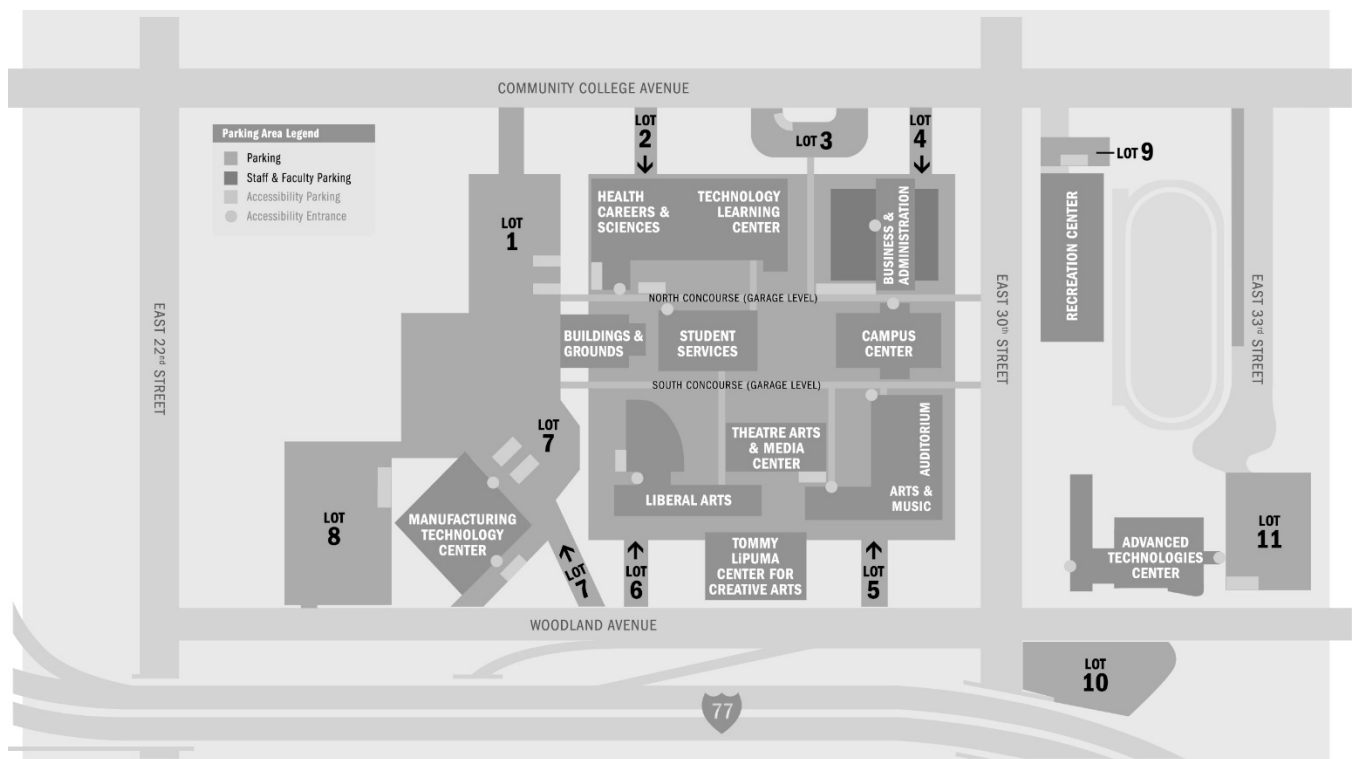 COMMUNITY COLLEGE AVENUE
Parking Area Legend
Parking
Staff & Faculty Parking
Accessibility Parking
Accessibility Entrance
LOT
2
LOT 3
LOT
4
LOT 9
HEALTH
CAREERS &
SCIENCES
TECHNOLOGY
LEARNING
CENTER
BUSINESS &
ADMINISTRATION
LOT
1
RECREATION CENTER
NORTH CONCOURSE (GARAGE LEVEL)
EAST 22nd STREET
EAST 30th STREET
EAST 33rd STREET
BUILDINGS &
GROUNDS
STUDENT
SERVICES
CAMPUS
CENTER
SOUTH CONCOURSE (GARAGE LEVEL)
LOT
7
THEATRE ARTS
& MEDIA
CENTER
AUDITORIUM
LIBERAL ARTS
ARTS &
MUSIC
LOT
8
MANUFACTURING
TECHNOLOGY
CENTER
LOT
11
ADVANCED
TECHNOLOGIES
CENTER
LOT
7
LOT
6
TOMMY
LiPUMA
CENTER FOR
CREATIVE ARTS
LOT
5
WOODLAND AVENUE
LOT
10
77